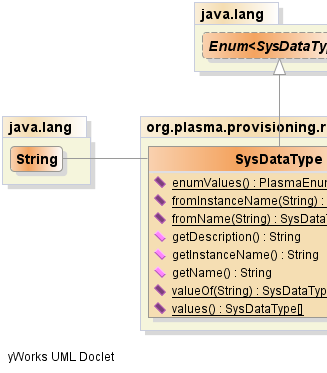 java.lang
Enum<SysDataTyp
java.lang
String
org.plasma.provisioning.r
SysDataType
enumValues() : PlasmaEnum
fromInstanceName(String) :
fromName(String) : SysDataT
getDescription() : String
getInstanceName() : String
getName() : String
valueOf(String) : SysDataTyp
values() : SysDataType[]
yWorks UML Doclet